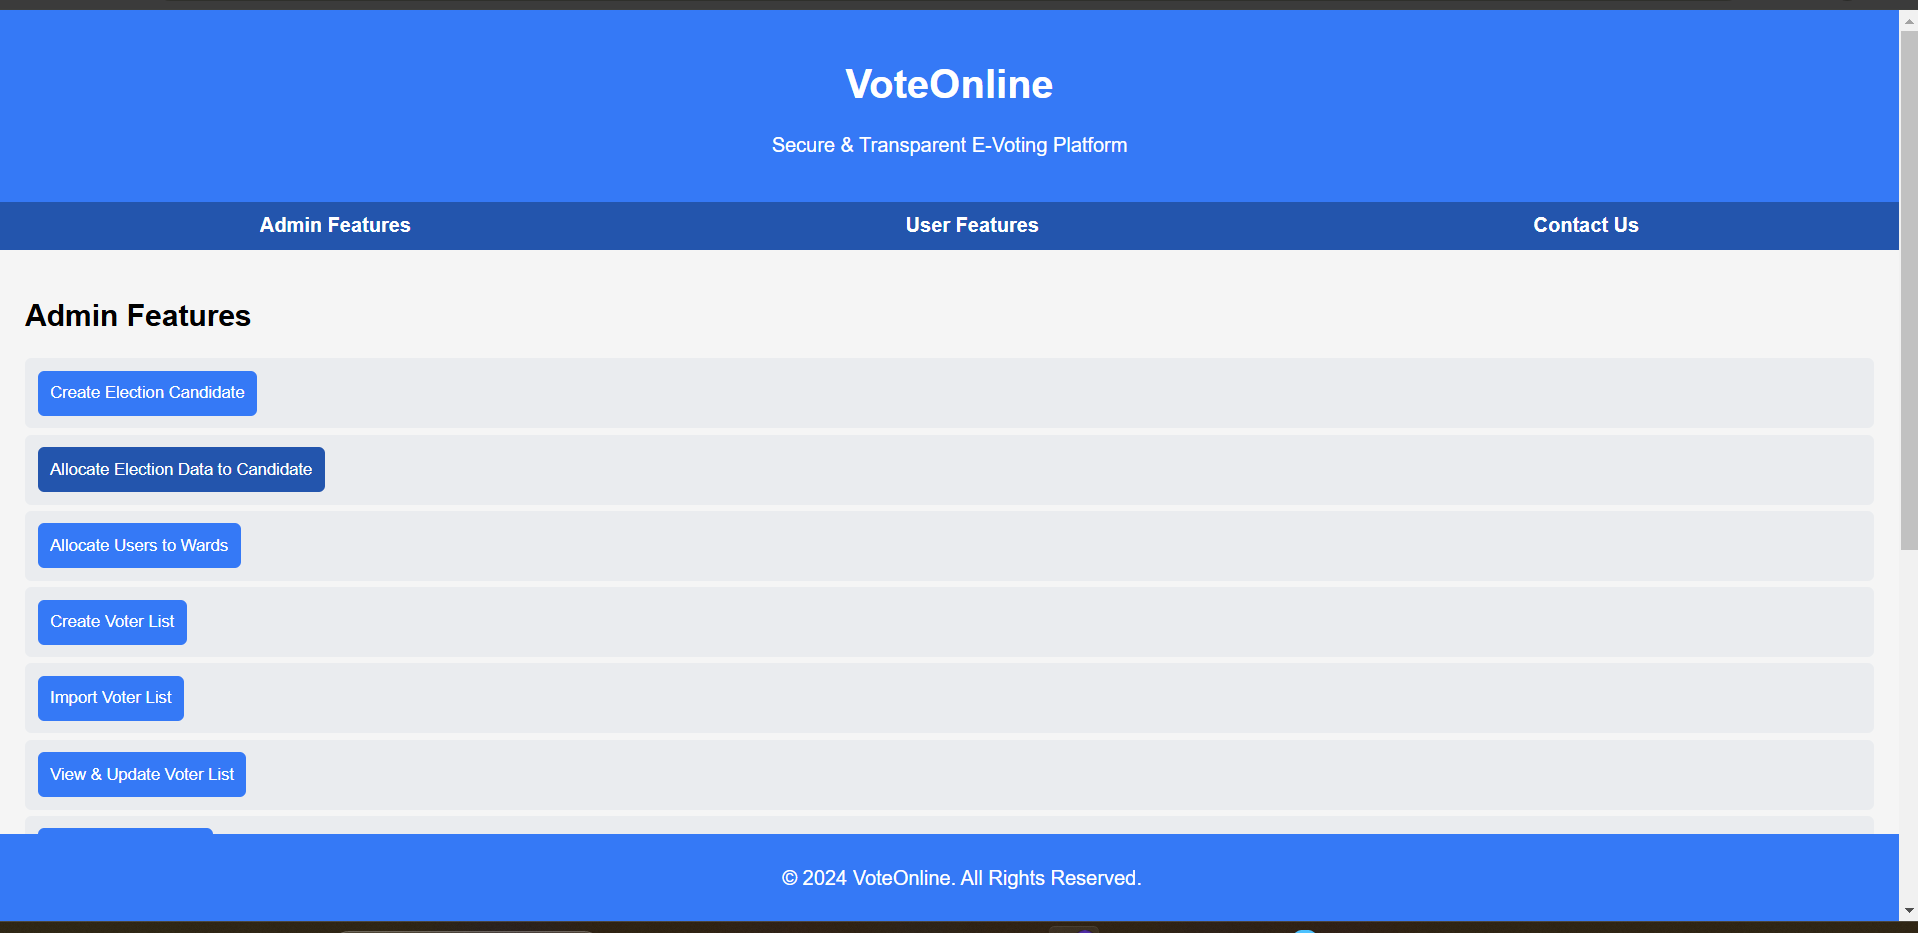 VoteOnline
Secure & Transparent E-Voting Platform
Admin Features
User Features
Contact Us
Admin Features
Create Election Candidate
Allocate Election Data to Candidate
Allocate Users to Wards
Create Voter List
Import Voter List
View & Update Voter List
© 2024 VoteOnline. All Rights Reserved.